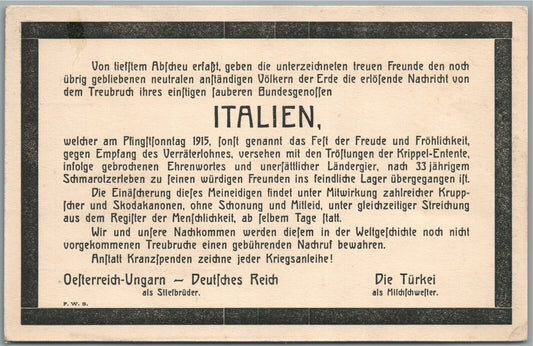 Von tiefſtem Abſcheu erfaßt, geben die unterzeichneten treuen Freunde den noch
übrig gebliebenen neutralen anſtändigen Völkern der Erde die erlöſende Nachricht von
dem Treubruch ihres einſtigen ſauberen Bundesgenoſſen
ITALIEN,
welcher am Pfingſtſonntag 1915, ſonſt genannt das Feſt der Freude und Fröhlichkeit,
gegen Empfang des Verräterlohnes, verſehen mit den Tröſtungen der Krippel-Entente,
infolge gebrochenen Ehrenwortes und unerſättlicher Ländergier, nach 33 jährigem
Schmarotzerleben zu ſeinen würdigen Freunden ins feindliche Lager übergegangen iſt.
Die Einäſcherung dieſes Meineidigen findet unter Mitwirkung zahlreicher Krupp-
ſcher und Skodakanonen, ohne Schonung und Mitleid, unter gleichzeitiger Streichung
aus dem Regiſter der Menſchlichkeit, ab ſelbem Tage ſtatt.
Wir und unſere Nachkommen werden dieſem in der Weltgeſchichte noch nicht
vorgekommenen Treubruche einen gebührenden Nachruf bewahren.
Anſtatt Kranzſpenden zeichne jeder Kriegsanleihe!
Oeſterreich-Ungarn — Deutſches Reich Die Türkei
als Stiefbrüder. als Milchſchweſter.
P. W. S.